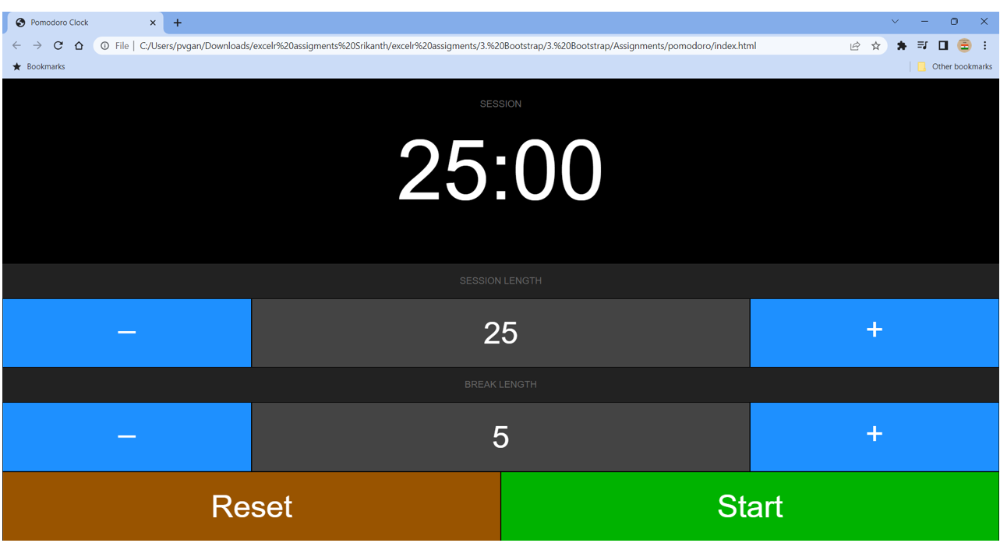 Pomodoro Clock
File | C:/Users/pvgan/Downloads/excelr%20assigments%20Srikanth/excelr%20assigments/3.%20Bootstrap/3.%20Bootstrap/Assignments/pomodoro/index.html
Bookmarks Other bookmarks
SESSION
25:00
SESSION LENGTH
– 25 +
BREAK LENGTH
– 5 +
Reset Start